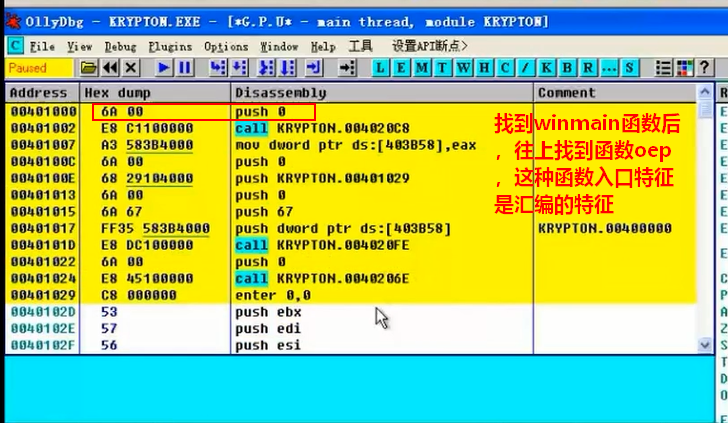 OllyDbg - KRYPTON.EXE - [*G.P.U* - main thread, module KRYPTON]
C File View Debug Plugins Options Window Help 工具 设置API断点>
Paused L E M T W H C / K B R ... S ?
Address Hex dump Disassembly Comment R
00401000 6A 00 push 0
00401002 E8 C1100000 call KRYPTON.004020C8
00401007 A3 583B4000 mov dword ptr ds:[403B58],eax
0040100C 6A 00 push 0
0040100E 68 29104000 push KRYPTON.00401029
00401013 6A 00 push 0
00401015 6A 67 push 67
00401017 FF35 583B4000 push dword ptr ds:[403B58] KRYPTON.00400000
0040101D E8 DC100000 call KRYPTON.004020FE
00401022 6A 00 push 0
00401024 E8 45100000 call KRYPTON.0040206E
00401029 C8 000000 enter 0,0
0040102D 53 push ebx
0040102E 57 push edi
0040102F 56 push esi
找到winmain函数后
，往上找到函数oep
，这种函数入口特征
是汇编的特征